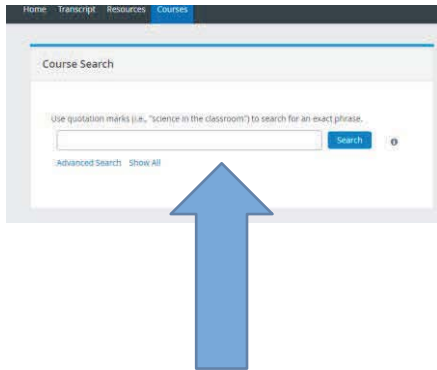 Home Transcript Resources Courses
Course Search
Use quotation marks (i.e., "science in the classroom") to search for an exact phrase.
Search
Advanced Search Show All